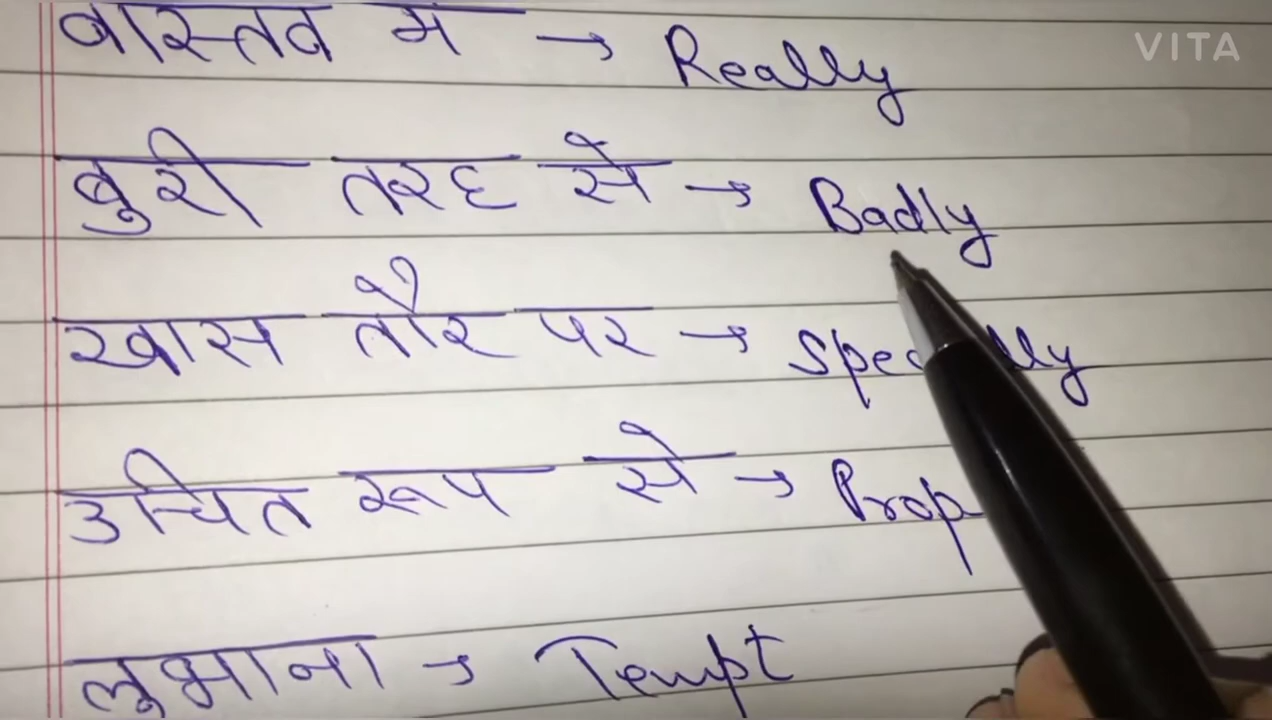 VITA
वास्तव में → Really
बुरी तरह से → Badly
खास तौर पर →
उचित रूप से →
लुभाना → Tempt